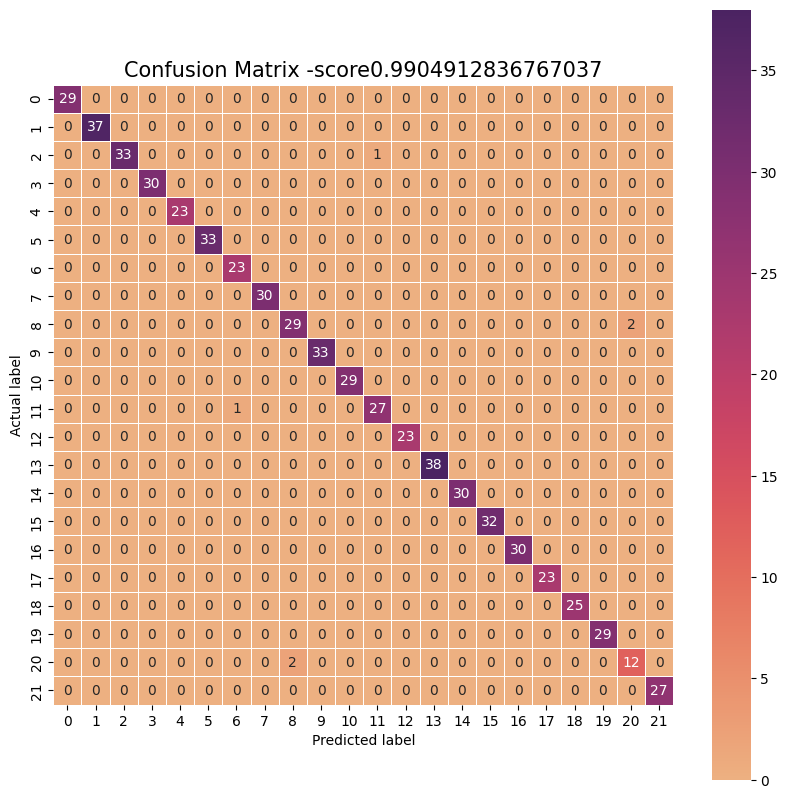 Confusion Matrix -score0.9904912836767037
0 29 0 0 0 0 0 0 0 0 0 0 0 0 0 0 0 0 0 0 0 0 0
1 0 37 0 0 0 0 0 0 0 0 0 0 0 0 0 0 0 0 0 0 0 0
2 0 0 33 0 0 0 0 0 0 0 0 1 0 0 0 0 0 0 0 0 0 0
3 0 0 0 30 0 0 0 0 0 0 0 0 0 0 0 0 0 0 0 0 0 0
4 0 0 0 0 23 0 0 0 0 0 0 0 0 0 0 0 0 0 0 0 0 0
5 0 0 0 0 0 33 0 0 0 0 0 0 0 0 0 0 0 0 0 0 0 0
6 0 0 0 0 0 0 23 0 0 0 0 0 0 0 0 0 0 0 0 0 0 0
7 0 0 0 0 0 0 0 30 0 0 0 0 0 0 0 0 0 0 0 0 0 0
8 0 0 0 0 0 0 0 0 29 0 0 0 0 0 0 0 0 0 0 0 2 0
9 0 0 0 0 0 0 0 0 0 33 0 0 0 0 0 0 0 0 0 0 0 0
10 0 0 0 0 0 0 0 0 0 0 29 0 0 0 0 0 0 0 0 0 0 0
11 0 0 0 0 0 0 1 0 0 0 0 27 0 0 0 0 0 0 0 0 0 0
12 0 0 0 0 0 0 0 0 0 0 0 0 23 0 0 0 0 0 0 0 0 0
13 0 0 0 0 0 0 0 0 0 0 0 0 0 38 0 0 0 0 0 0 0 0
14 0 0 0 0 0 0 0 0 0 0 0 0 0 0 30 0 0 0 0 0 0 0
15 0 0 0 0 0 0 0 0 0 0 0 0 0 0 0 32 0 0 0 0 0 0
16 0 0 0 0 0 0 0 0 0 0 0 0 0 0 0 0 30 0 0 0 0 0
17 0 0 0 0 0 0 0 0 0 0 0 0 0 0 0 0 0 23 0 0 0 0
18 0 0 0 0 0 0 0 0 0 0 0 0 0 0 0 0 0 0 25 0 0 0
19 0 0 0 0 0 0 0 0 0 0 0 0 0 0 0 0 0 0 0 29 0 0
20 0 0 0 0 0 0 0 0 2 0 0 0 0 0 0 0 0 0 0 0 12 0
21 0 0 0 0 0 0 0 0 0 0 0 0 0 0 0 0 0 0 0 0 0 27
0 1 2 3 4 5 6 7 8 9 10 11 12 13 14 15 16 17 18 19 20 21
Predicted label
Actual label
35
30
25
20
15
10
5
0